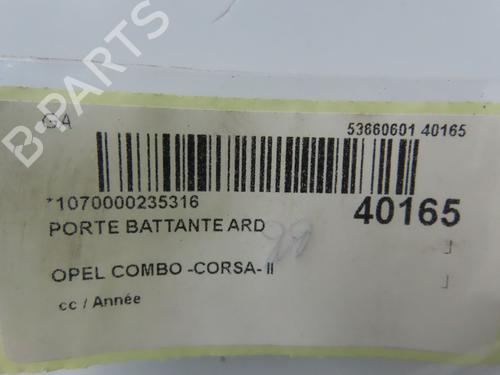 GA
53660601 40165
*1070000235316
40165
PORTE BATTANTE ARD
OPEL COMBO -CORSA- II
cc / Année
B-PARTS